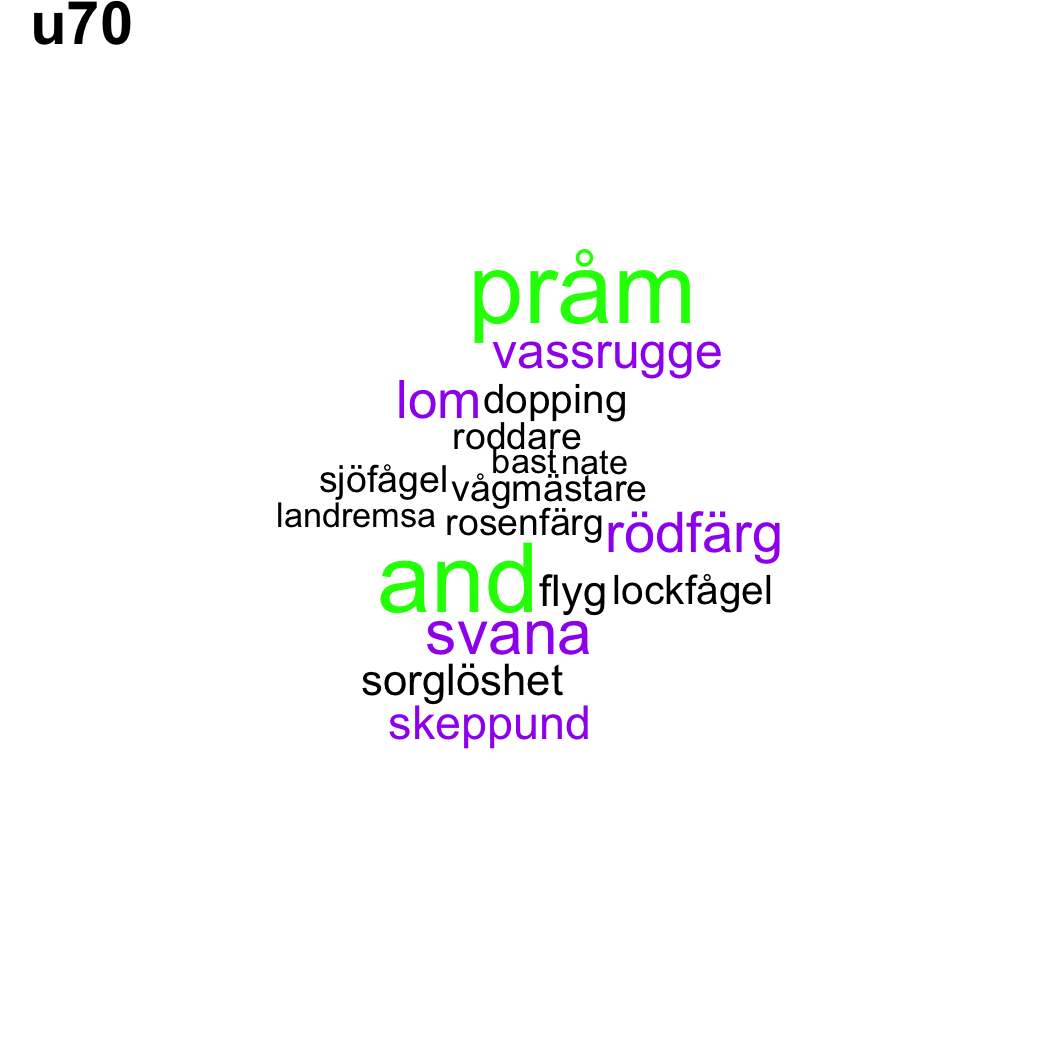 u70
pråm
vassrugge
lom dopping
roddare
bast nate
sjöfågel vågmästare
landremsa rosenfärg rödfärg
and flyg lockfågel
svana
sorglöshet
skeppund